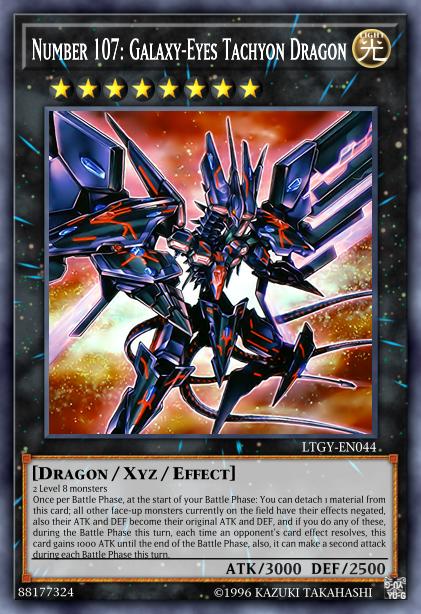 Number 107: Galaxy-Eyes Tachyon Dragon
LIGHT
光
LTGY-EN044
[Dragon / Xyz / Effect]
2 Level 8 monsters
Once per Battle Phase, at the start of your Battle Phase: You can detach 1 material from
this card; all other face-up monsters currently on the field have their effects negated,
also their ATK and DEF become their original ATK and DEF, and if you do any of these,
during the Battle Phase this turn, each time an opponent's card effect resolves, this
card gains 1000 ATK until the end of the Battle Phase, also, it can make a second attack
during each Battle Phase this turn.
ATK/3000 DEF/2500
88177324
©1996 KAZUKI TAKAHASHI